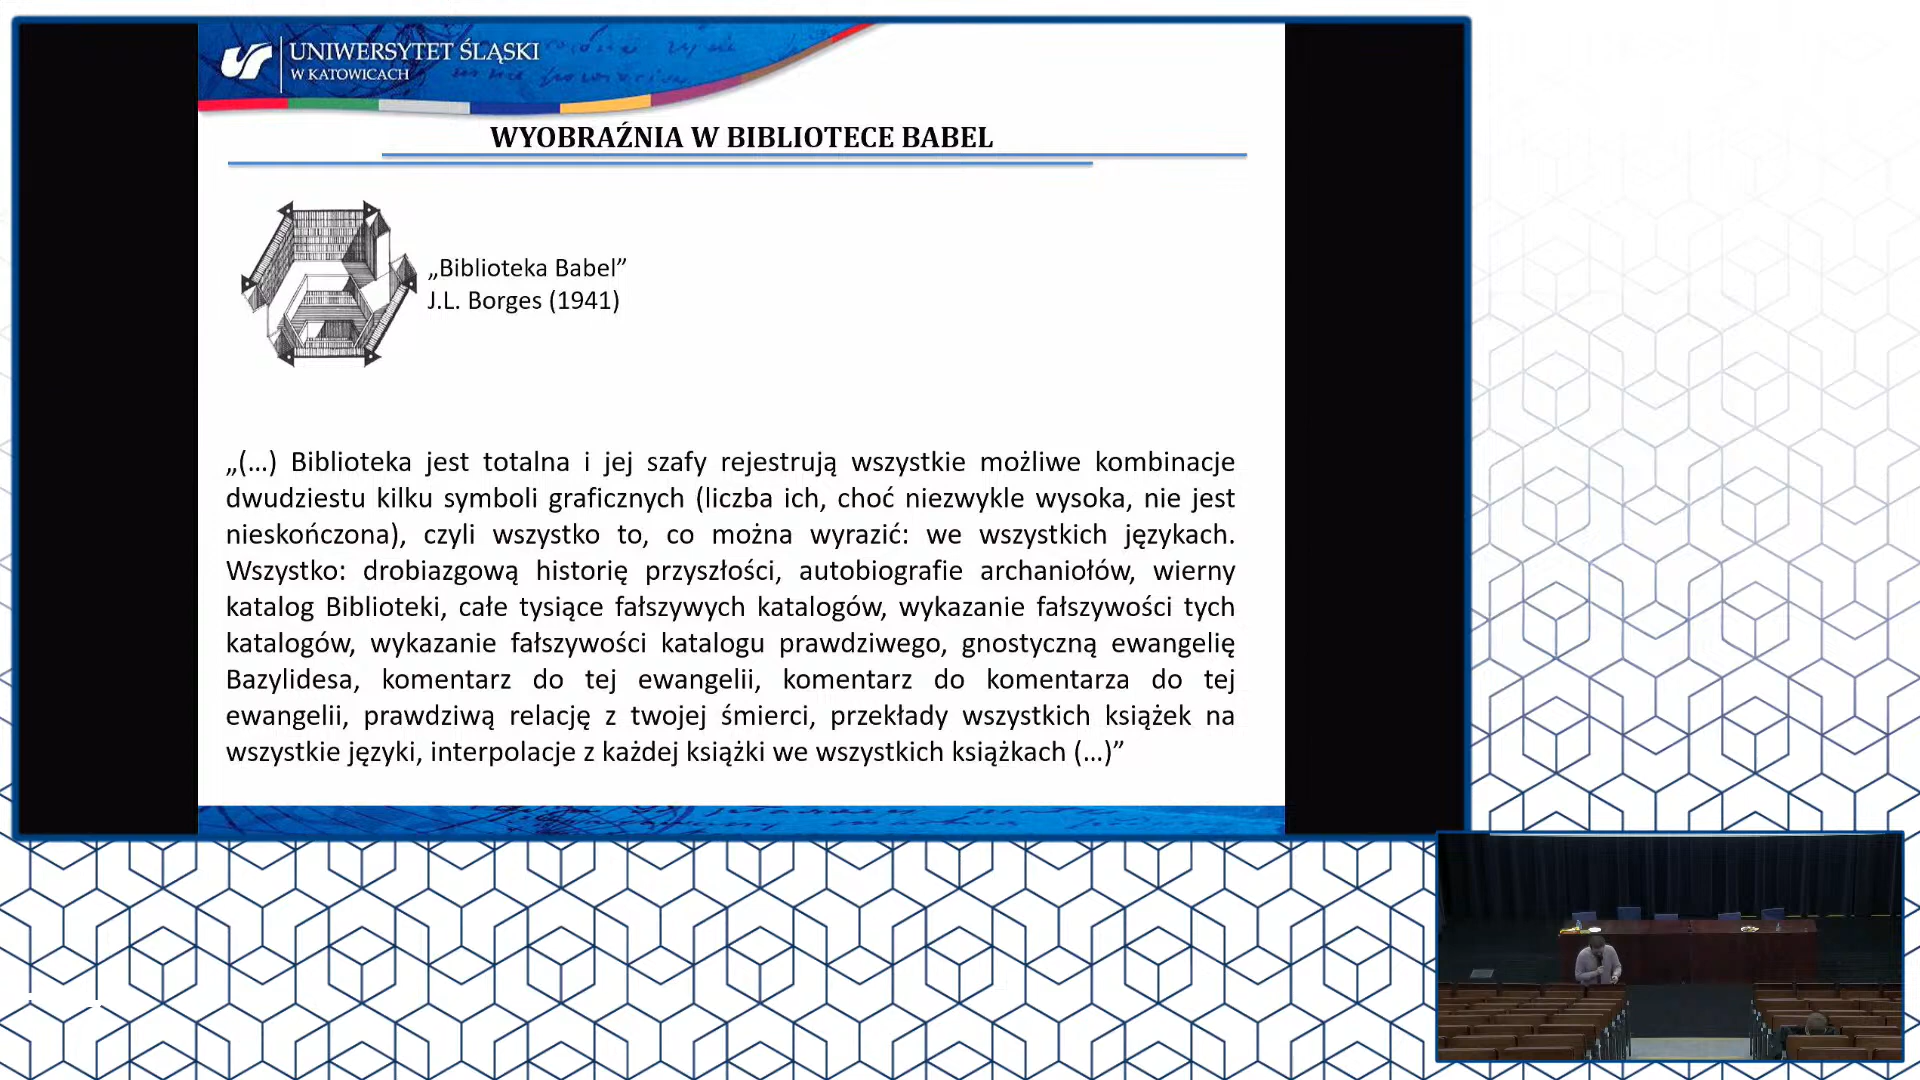 UNIWERSYTET ŚLĄSKI
W KATOWICACH
WYOBRAŹNIA W BIBLIOTECE BABEL
„Biblioteka Babel”
J.L. Borges (1941)
„(…) Biblioteka jest totalna i jej szafy rejestrują wszystkie możliwe kombinacje
dwudziestu kilku symboli graficznych (liczba ich, choć niezwykle wysoka, nie jest
nieskończona), czyli wszystko to, co można wyrazić: we wszystkich językach.
Wszystko: drobiazgową historię przyszłości, autobiografie archaniołów, wierny
katalog Biblioteki, całe tysiące fałszywych katalogów, wykazanie fałszywości tych
katalogów, wykazanie fałszywości katalogu prawdziwego, gnostyczną ewangelię
Bazylidesa, komentarz do tej ewangelii, komentarz do komentarza do tej
ewangelii, prawdziwą relację z twojej śmierci, przekłady wszystkich książek na
wszystkie języki, interpolacje z każdej książki we wszystkich książkach (…)”